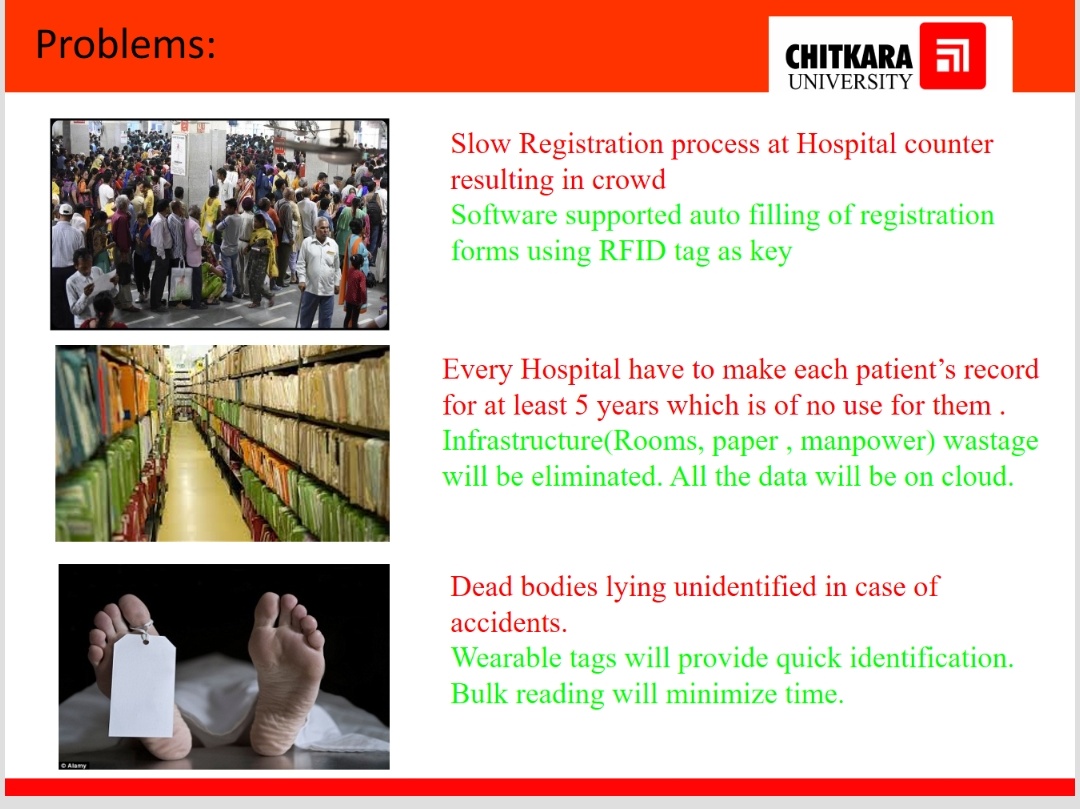 Problems:
CHITKARA
UNIVERSITY
Slow Registration process at Hospital counter
resulting in crowd
Software supported auto filling of registration
forms using RFID tag as key
Every Hospital have to make each patient’s record
for at least 5 years which is of no use for them .
Infrastructure(Rooms, paper , manpower) wastage
will be eliminated. All the data will be on cloud.
Dead bodies lying unidentified in case of
accidents.
Wearable tags will provide quick identification.
Bulk reading will minimize time.
© Alamy